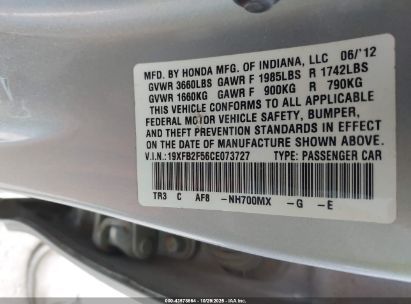 MFD. BY HONDA MFG. OF INDIANA, LLC 06/'12
GVWR 3660LBS GAWR F 1985LBS R 1742LBS
GVWR 1660KG GAWR F 900KG R 790KG
THIS VEHICLE CONFORMS TO ALL APPLICABLE
FEDERAL MOTOR VEHICLE SAFETY, BUMPER,
AND THEFT PREVENTION STANDARDS IN EFFECT
ON THE DATE OF MANUFACTURE SHOWN ABOVE.
V.I.N.: 19XFB2F56CE073727 TYPE: PASSENGER CAR
TR3 C AF8 -NH700MX -G -E